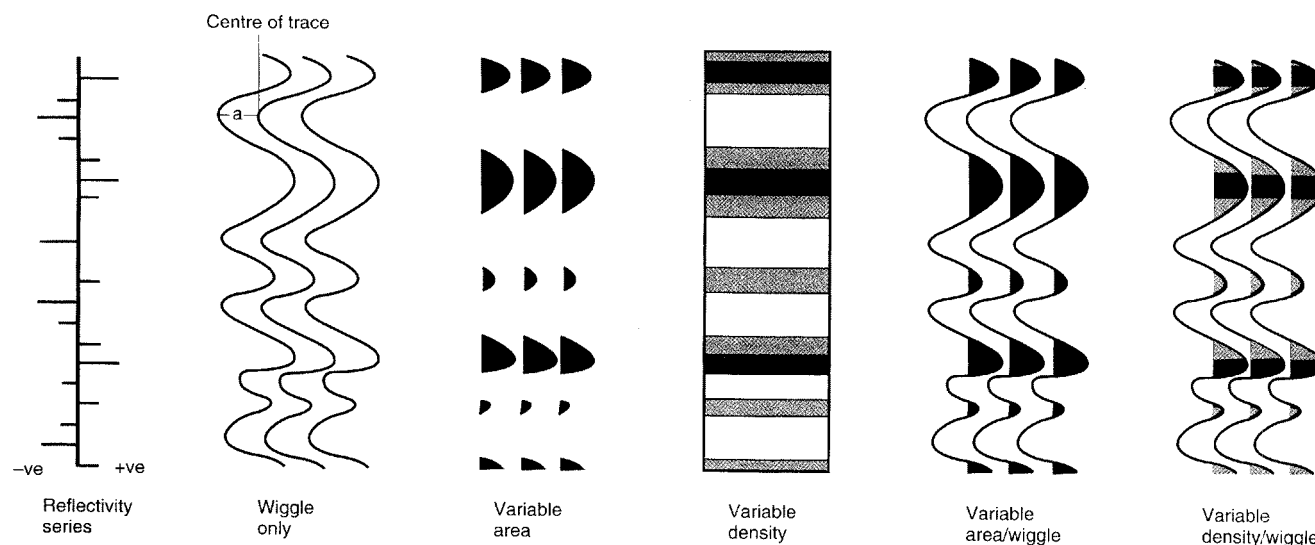 Centre of trace
a
–ve
+ve
Reflectivity
series
Wiggle
only
Variable
area
Variable
density
Variable
area/wiggle
Variable
density/wiggle